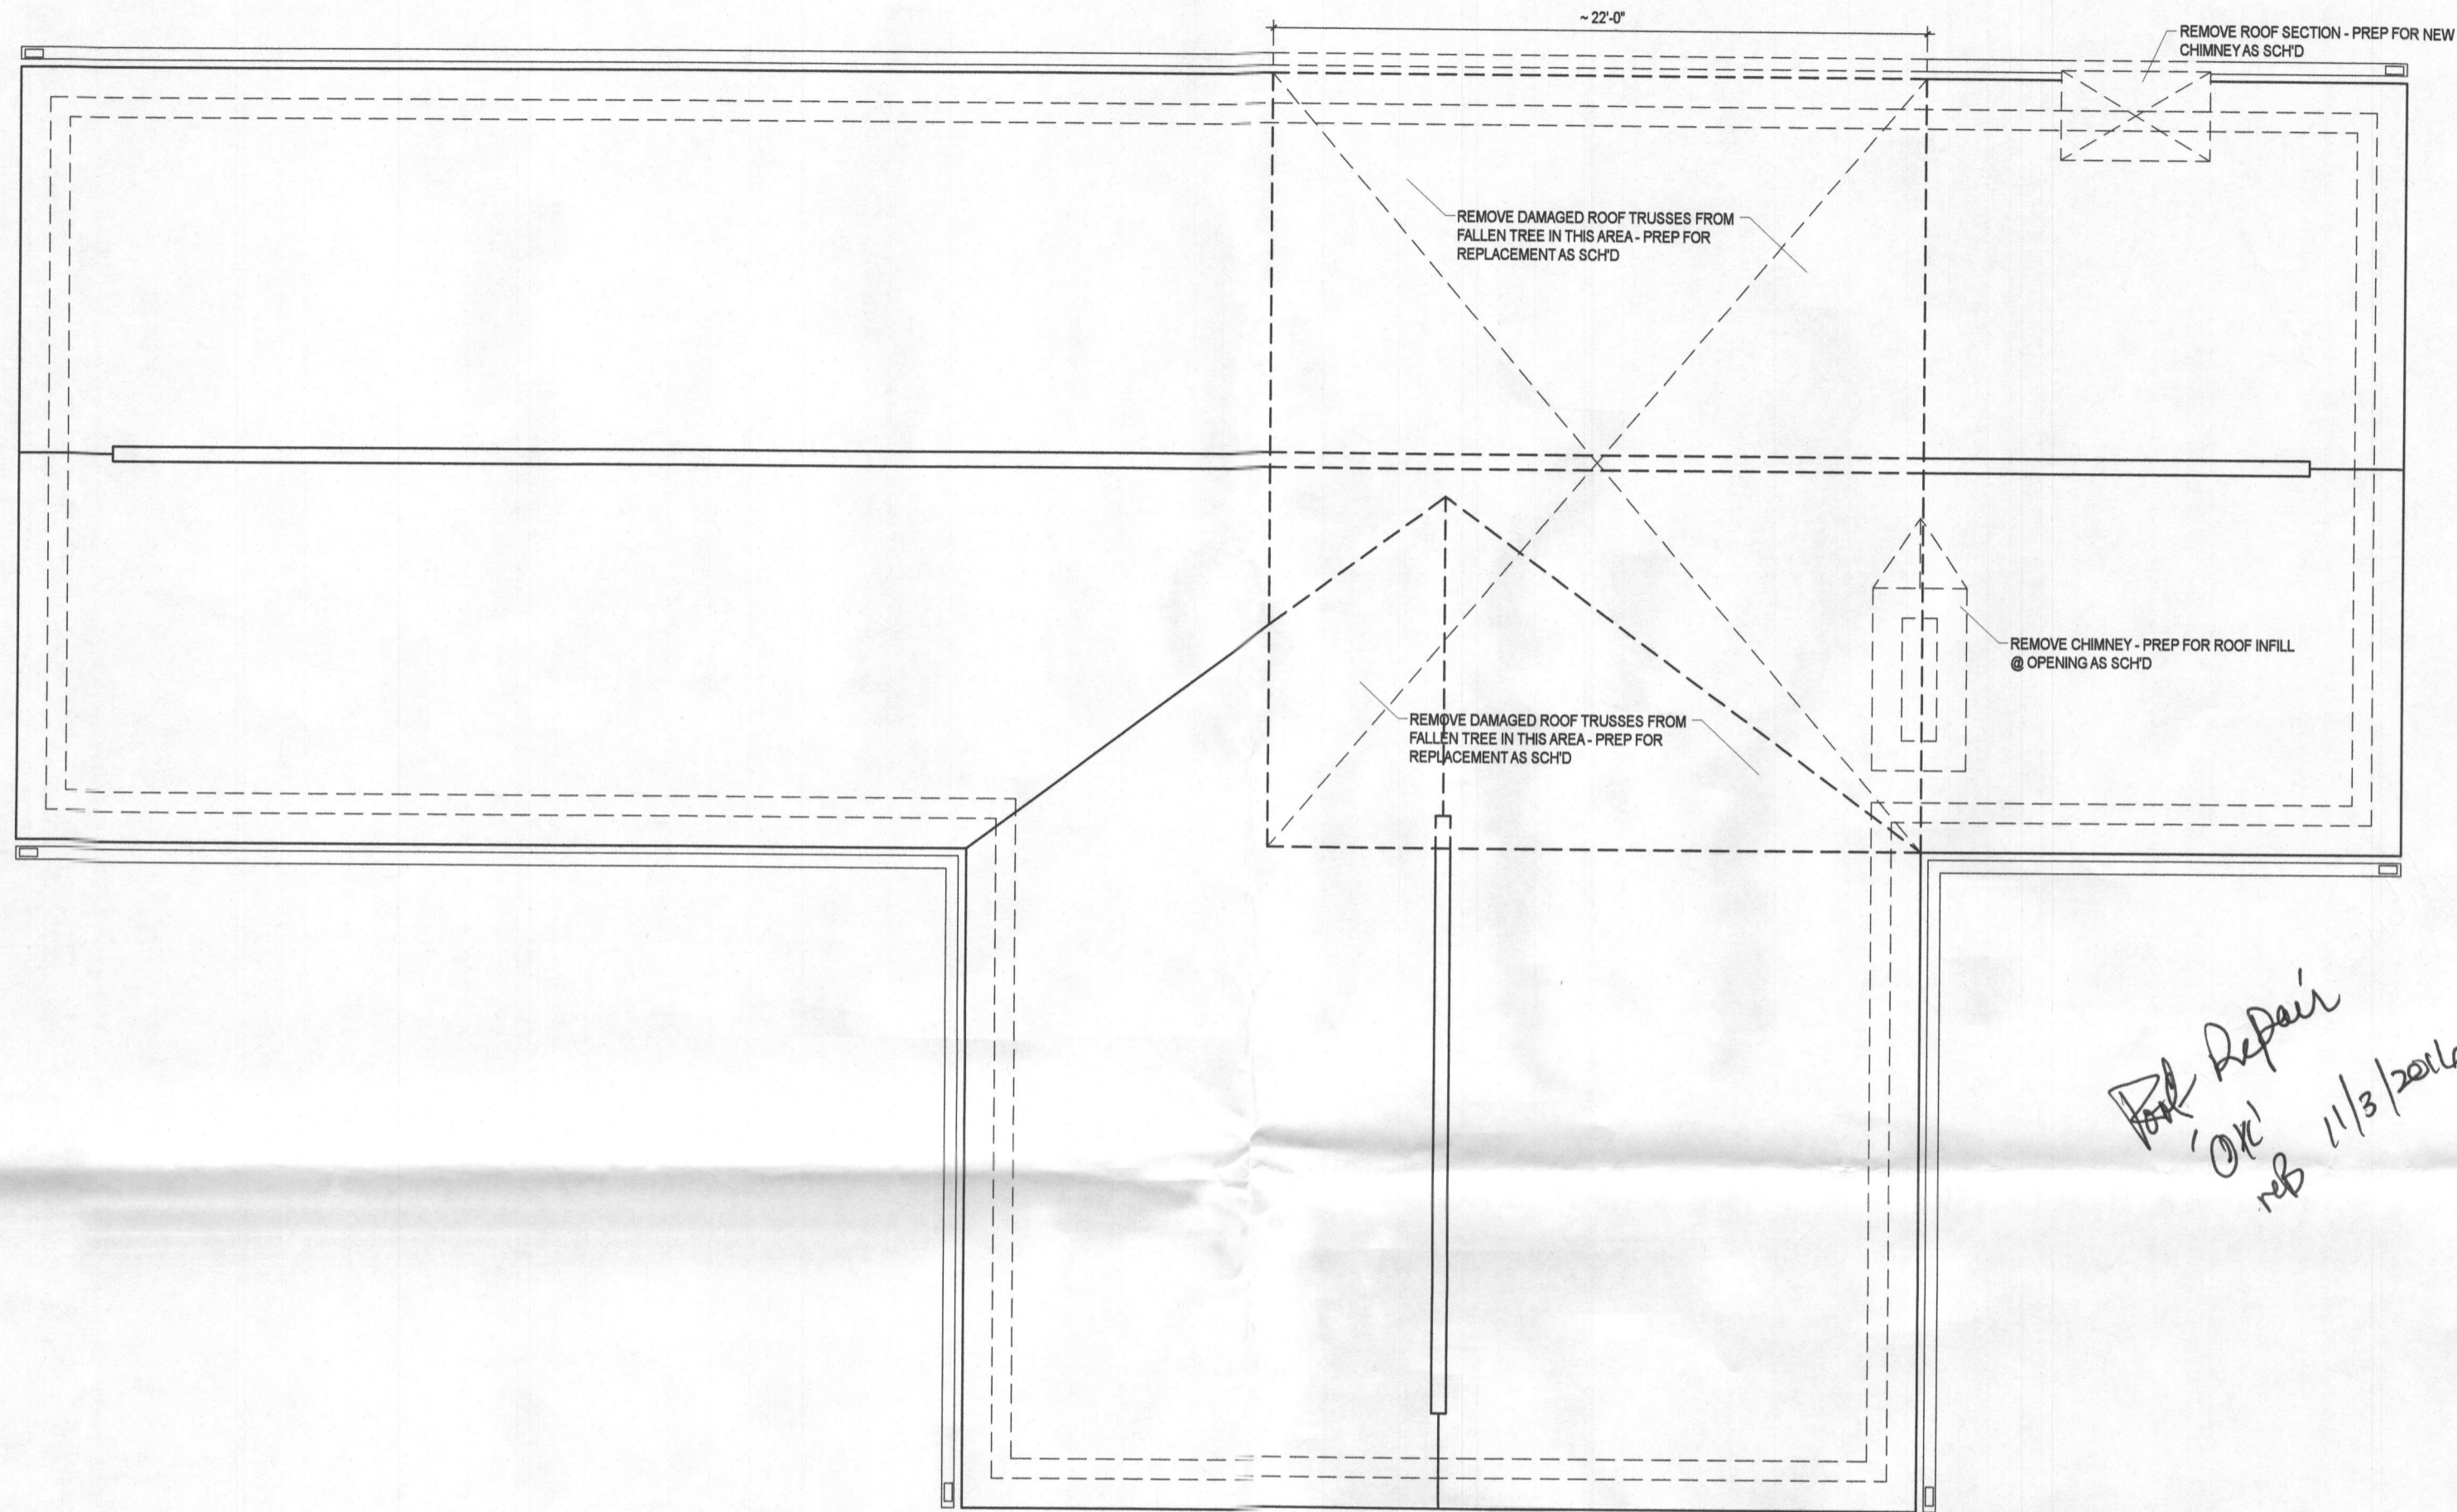 ~ 22'-0"
REMOVE ROOF SECTION - PREP FOR NEW
CHIMNEY AS SCH'D
REMOVE DAMAGED ROOF TRUSSES FROM
FALLEN TREE IN THIS AREA - PREP FOR
REPLACEMENT AS SCH'D
REMOVE CHIMNEY - PREP FOR ROOF INFILL
@ OPENING AS SCH'D
REMOVE DAMAGED ROOF TRUSSES FROM
FALLEN TREE IN THIS AREA - PREP FOR
REPLACEMENT AS SCH'D
Repair
'OK'
11/3/2016